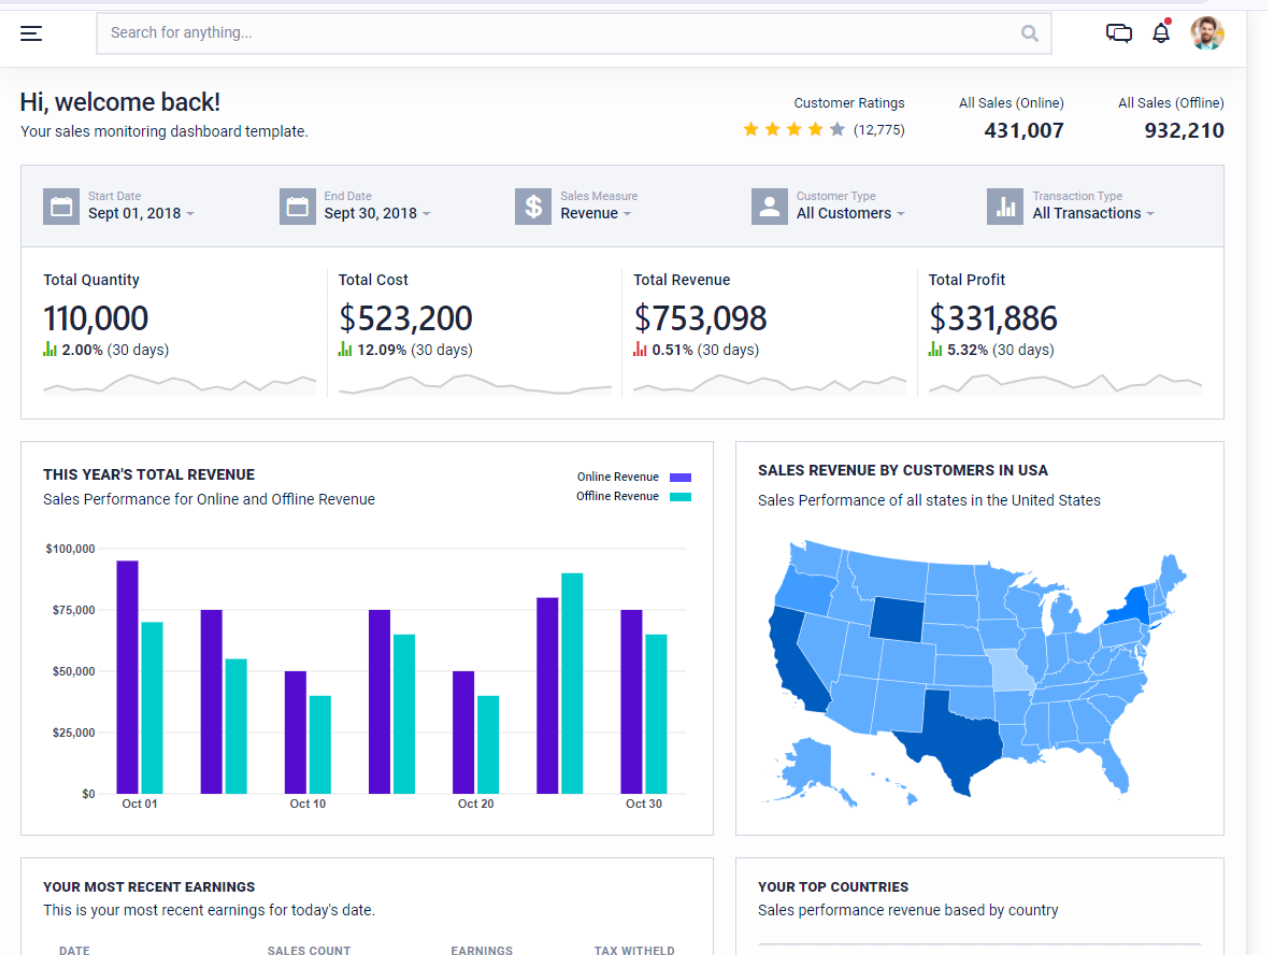 Search for anything...
Hi, welcome back!
Your sales monitoring dashboard template.
Customer Ratings
(12,775)
All Sales (Online)
431,007
All Sales (Offline)
932,210
Start Date
Sept 01, 2018
End Date
Sept 30, 2018
Sales Measure
Revenue
Customer Type
All Customers
Transaction Type
All Transactions
Total Quantity
110,000
2.00% (30 days)
Total Cost
$523,200
12.09% (30 days)
Total Revenue
$753,098
0.51% (30 days)
Total Profit
$331,886
5.32% (30 days)
THIS YEAR'S TOTAL REVENUE
Sales Performance for Online and Offline Revenue
Online Revenue
Offline Revenue
$100,000
$75,000
$50,000
$25,000
$0
Oct 01
Oct 10
Oct 20
Oct 30
SALES REVENUE BY CUSTOMERS IN USA
Sales Performance of all states in the United States
YOUR MOST RECENT EARNINGS
This is your most recent earnings for today's date.
DATE
SALES COUNT
EARNINGS
TAX WITHELD
YOUR TOP COUNTRIES
Sales performance revenue based by country